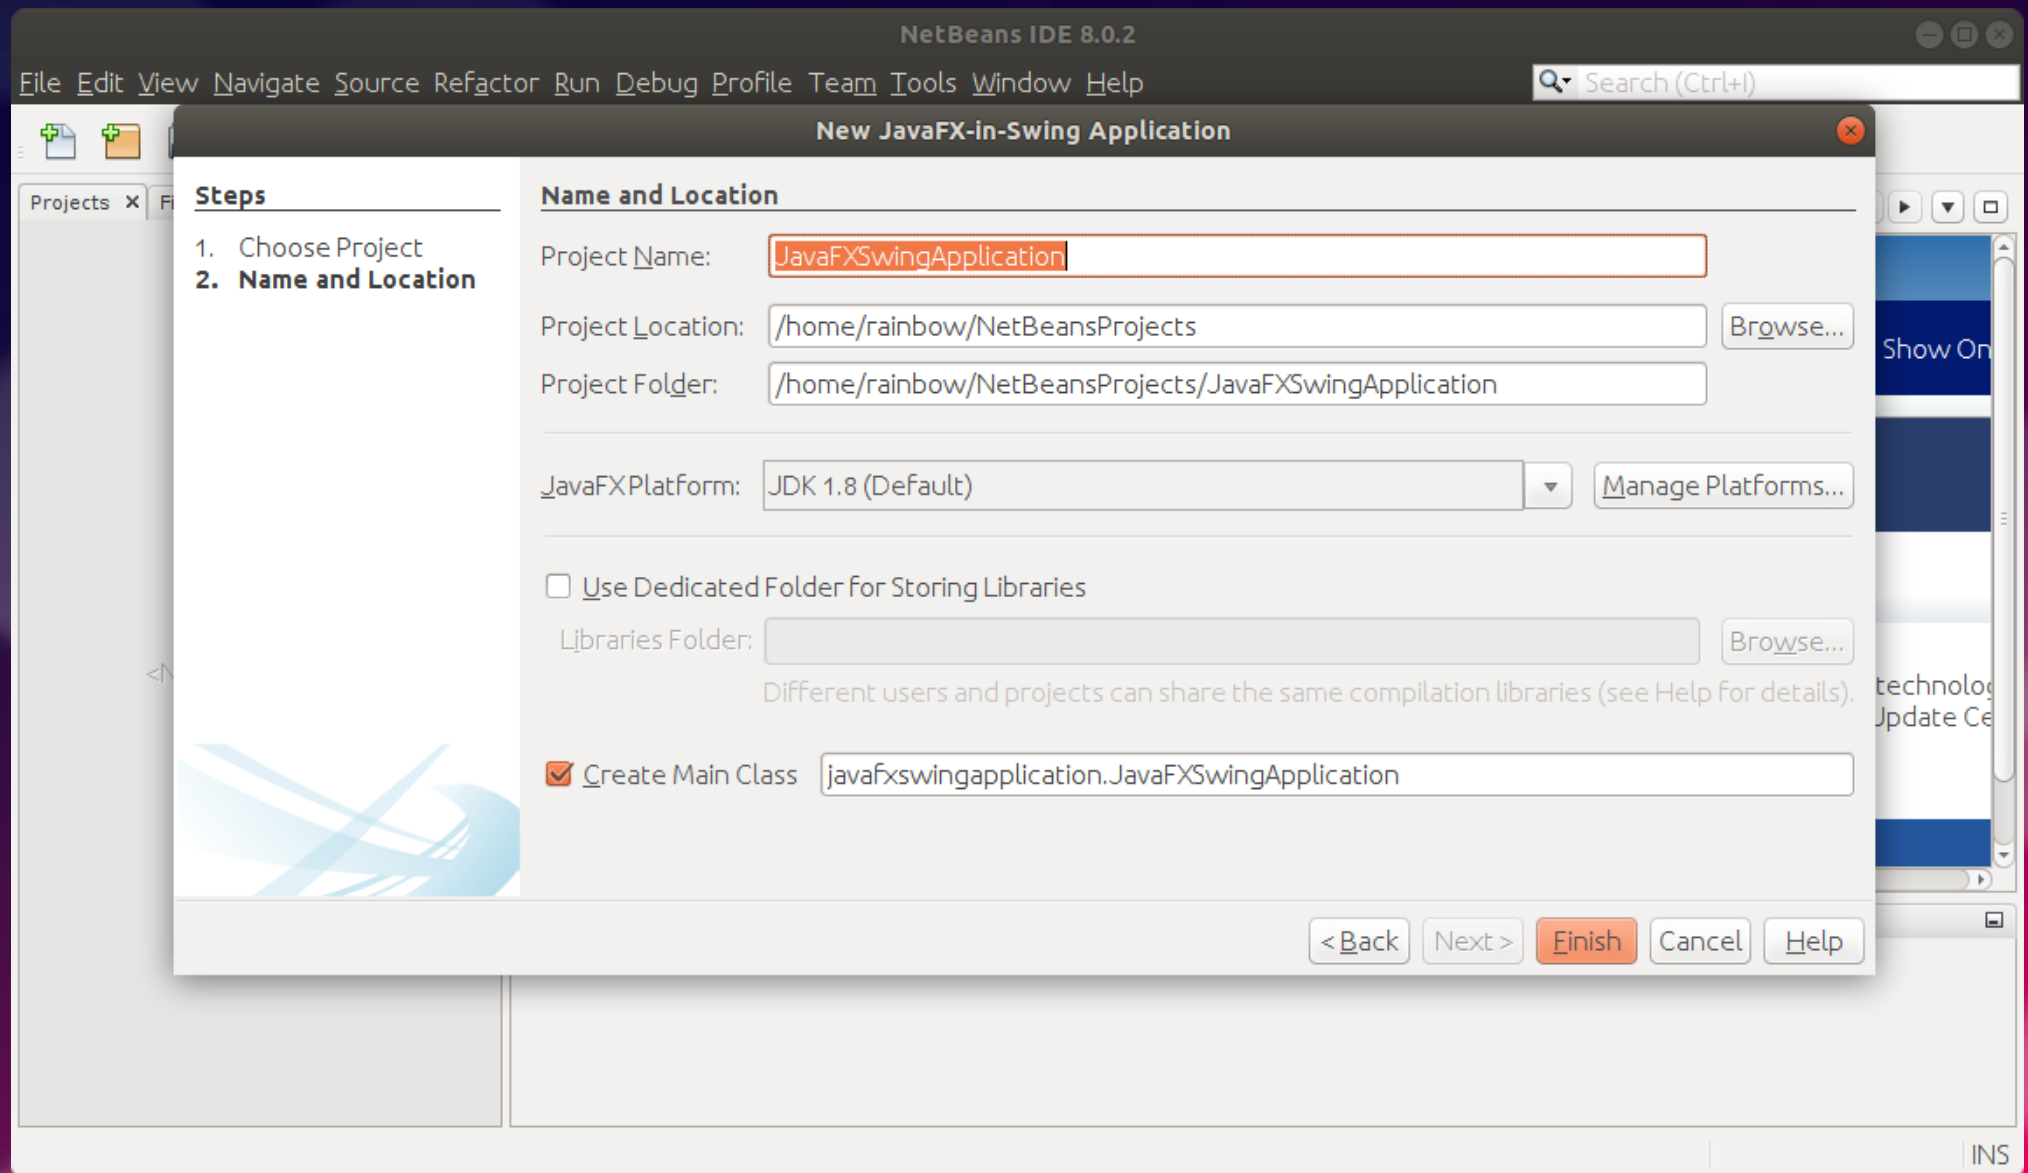 NetBeans IDE 8.0.2
File Edit View Navigate Source Refactor Run Debug Profile Team Tools Window Help
Search (Ctrl+I)
New JavaFX-in-Swing Application
Projects
Steps
1. Choose Project
2. Name and Location
Name and Location
Project Name: JavaFXSwingApplication
Project Location: /home/rainbow/NetBeansProjects Browse...
Project Folder: /home/rainbow/NetBeansProjects/JavaFXSwingApplication
JavaFX Platform: JDK 1.8 (Default) Manage Platforms...
Use Dedicated Folder for Storing Libraries
Libraries Folder: Browse...
Different users and projects can share the same compilation libraries (see Help for details).
Create Main Class javafxswingapplication.JavaFXSwingApplication
< Back Next > Finish Cancel Help
Show
INS